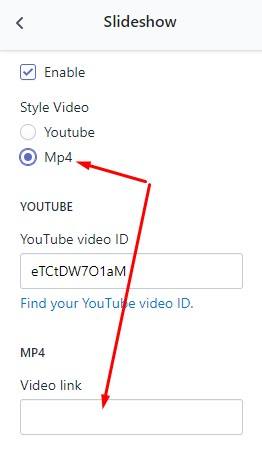 Slideshow
Enable
Style Video
Youtube
Mp4
YOUTUBE
YouTube video ID
eTCtDW7O1aM
Find your YouTube video ID.
MP4
Video link